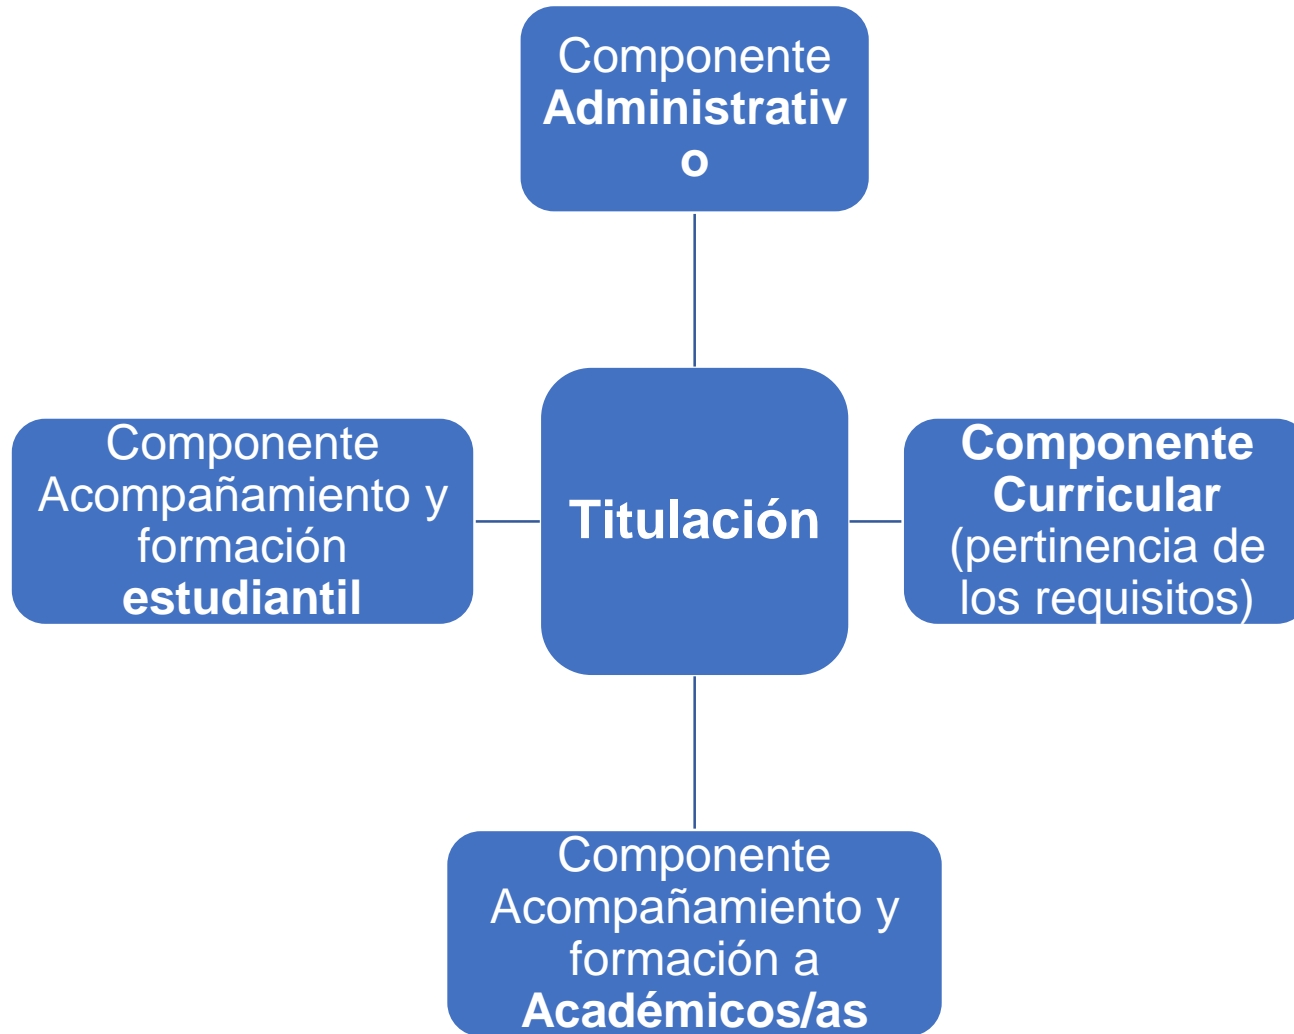 Componente
Administrativ
o
Componente
Acompañamiento y
formación
estudiantil
Titulación
Componente
Curricular
(pertinencia de
los requisitos)
Componente
Acompañamiento y
formación a
Académicos/as